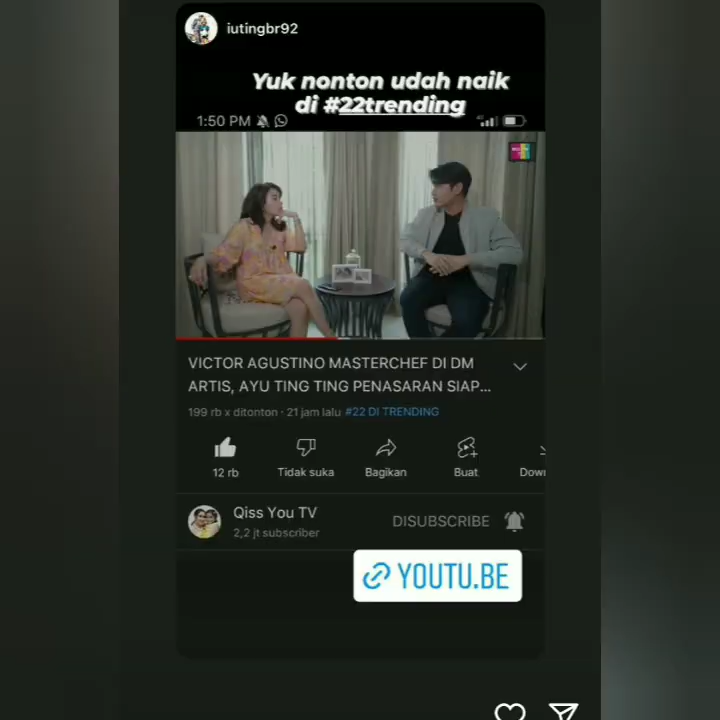 iutingbr92
Yuk nonton udah naik
di #22trending
1:50 PM
VICTOR AGUSTINO MASTERCHEF DI DM
ARTIS, AYU TING TING PENASARAN SIAP...
199 rb x ditonton · 21 jam lalu #22 DI TRENDING
12 rb
Tidak suka
Bagikan
Buat
Down
Qiss You TV
DISUBSCRIBE
2,2 jt subscriber
YOUTU.BE